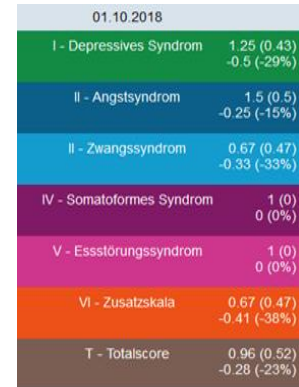 01.10.2018
I - Depressives Syndrom 1.25 (0.43)
-0.5 (-29%)
II - Angstsyndrom 1.5 (0.5)
-0.25 (-15%)
II - Zwangssyndrom 0.67 (0.47)
-0.33 (-33%)
IV - Somatoformes Syndrom 1 (0)
0 (0%)
V - Essstörungssyndrom 1 (0)
0 (0%)
VI - Zusatzskala 0.67 (0.47)
-0.41 (-38%)
T - Totalscore 0.96 (0.52)
-0.28 (-23%)